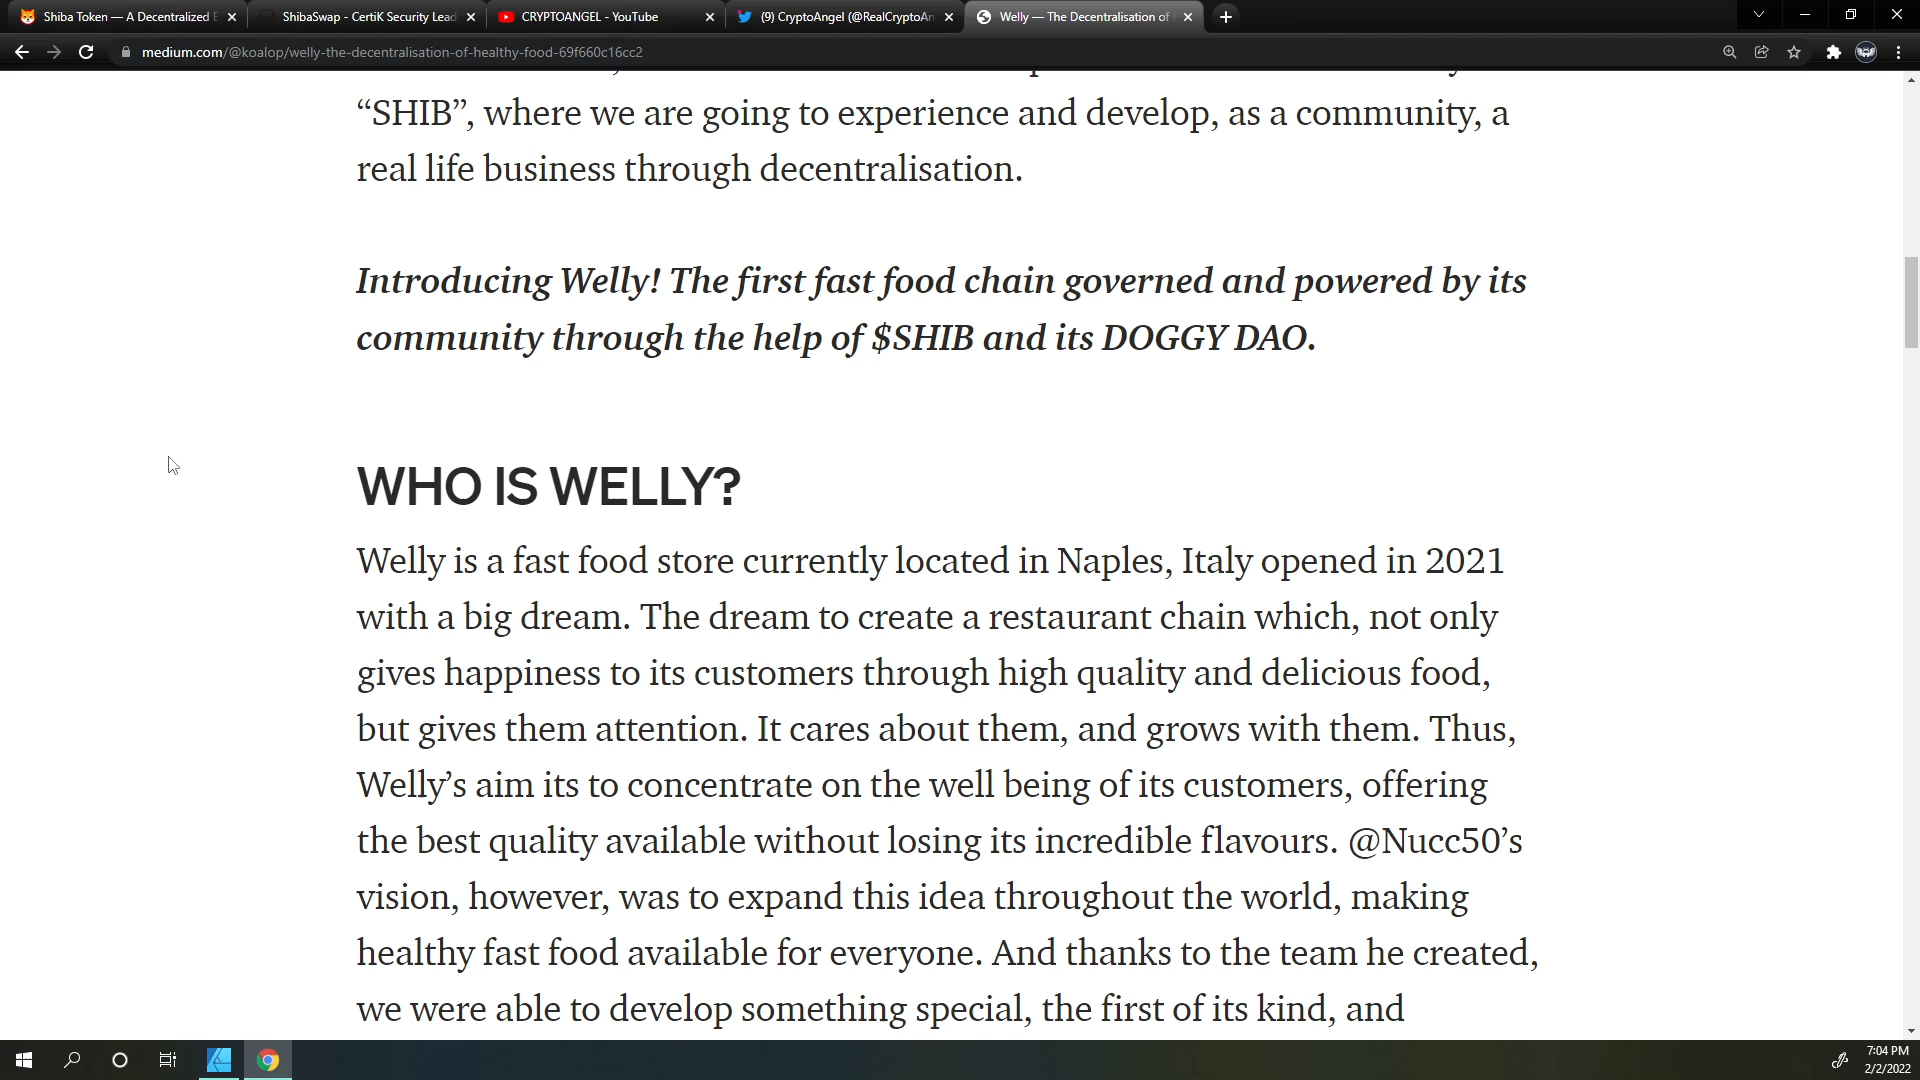 Shiba Token — A Decentralized E
ShibaSwap - CertiK Security Lead
CRYPTOANGEL - YouTube
(9) CryptoAngel (@RealCryptoAn
Welly — The Decentralisation of
medium.com/@koalop/welly-the-decentralisation-of-healthy-food-69f660c16cc2
“SHIB”, where we are going to experience and develop, as a community, a
real life business through decentralisation.
Introducing Welly! The first fast food chain governed and powered by its
community through the help of $SHIB and its DOGGY DAO.
WHO IS WELLY?
Welly is a fast food store currently located in Naples, Italy opened in 2021
with a big dream. The dream to create a restaurant chain which, not only
gives happiness to its customers through high quality and delicious food,
but gives them attention. It cares about them, and grows with them. Thus,
Welly’s aim its to concentrate on the well being of its customers, offering
the best quality available without losing its incredible flavours. @Nucc50’s
vision, however, was to expand this idea throughout the world, making
healthy fast food available for everyone. And thanks to the team he created,
we were able to develop something special, the first of its kind, and
7:04 PM
2/2/2022